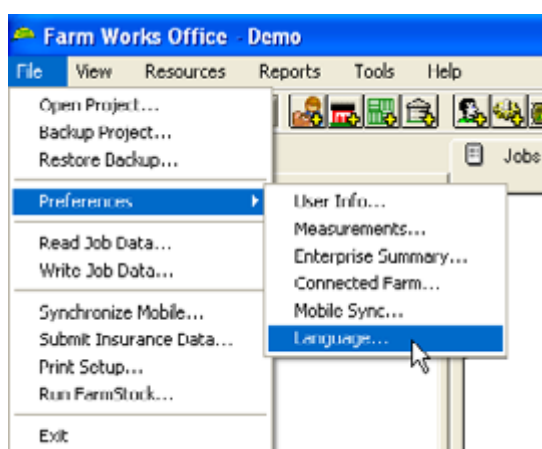 Farm Works Office - Demo
File View Resources Reports Tools Help
Open Project...
Backup Project...
Restore Backup...
Jobs
Preferences
User Info...
Measurements...
Enterprise Summary...
Connected Farm...
Mobile Sync...
Language...
Read Job Data...
Write Job Data...
Synchronize Mobile...
Submit Insurance Data...
Print Setup...
Run FarmStock...
Exit